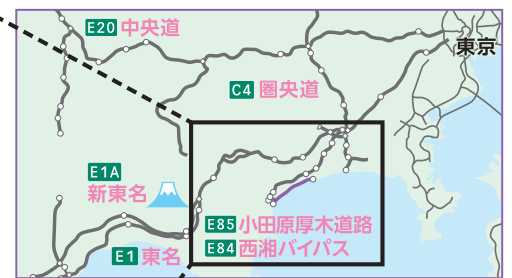 E20 中央道
東京
C4 圏央道
E1A
新東名
E85 小田原厚木道路
E84 西湘バイパス
E1 東名